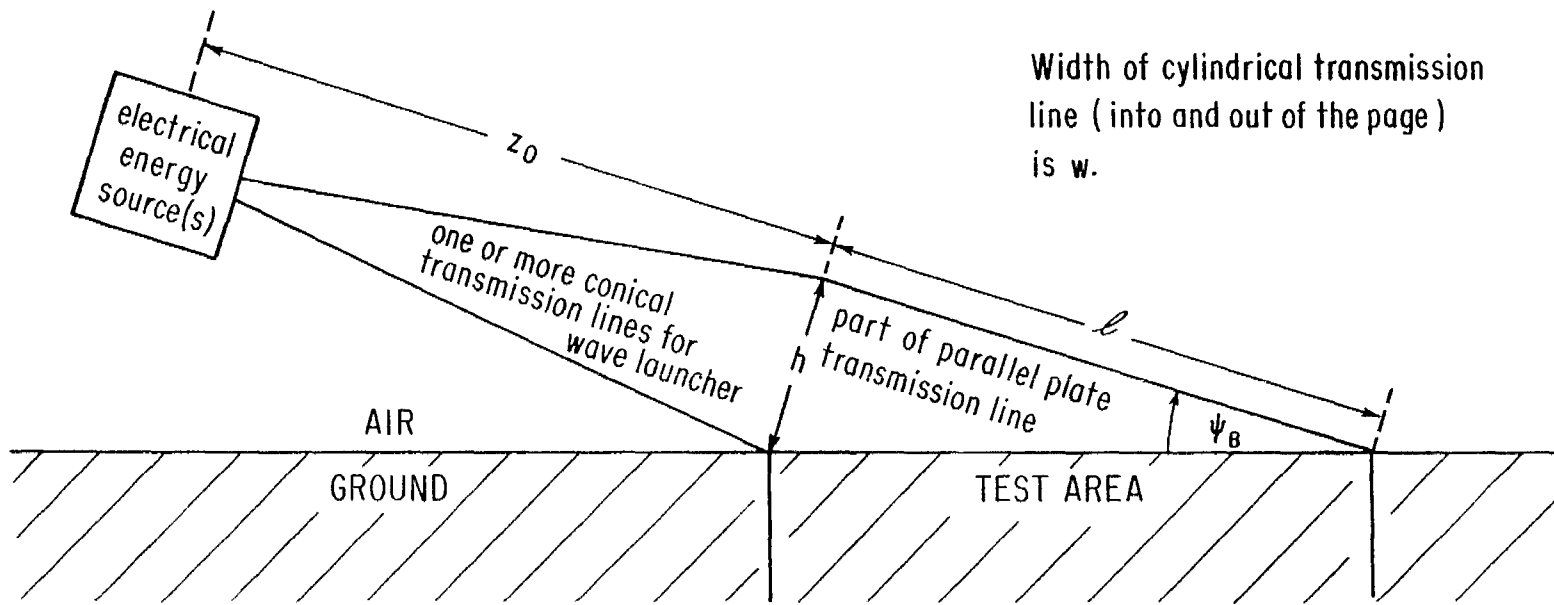 Width of cylindrical transmission
line (into and out of the page)
is w.
electrical
energy
source(s)
z₀
one or more conical
transmission lines for
wave launcher
h
part of parallel plate
transmission line
ℓ
ψ_B
AIR
GROUND
TEST AREA